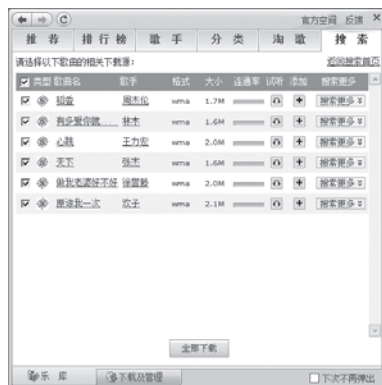 官方空间 反馈 ×
推 荐 排行榜 歌 手 分 类 淘 歌 搜 索
请选择以下歌曲的相关下载源： 返回搜索首页
类型 歌曲名 歌手 格式 大小 连通率 试听 添加 搜索更多
稻香 周杰伦 wma 1.7M 搜索更多
有多爱你就.... 林杰 wma 1.6M 搜索更多
心跳 王力宏 wma 2.0M 搜索更多
天下 张杰 wma 1.6M 搜索更多
做我老婆好不好 徐誉滕 wma 2.0M 搜索更多
原谅我一次 欢子 wma 2.1M 搜索更多
全部下载
乐 库 下载及管理 下次不再弹出